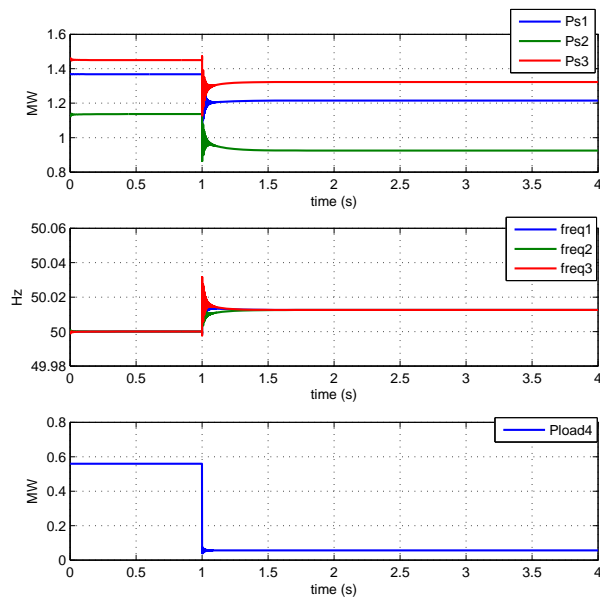 Ps1
Ps2
Ps3
1.6
1.4
1.2
1
0.8
MW
0 0.5 1 1.5 2 2.5 3 3.5 4
time (s)
freq1
freq2
freq3
50.06
50.04
50.02
50
49.98
Hz
0 0.5 1 1.5 2 2.5 3 3.5 4
time (s)
Pload4
0.8
0.6
0.4
0.2
0
MW
0 0.5 1 1.5 2 2.5 3 3.5 4
time (s)